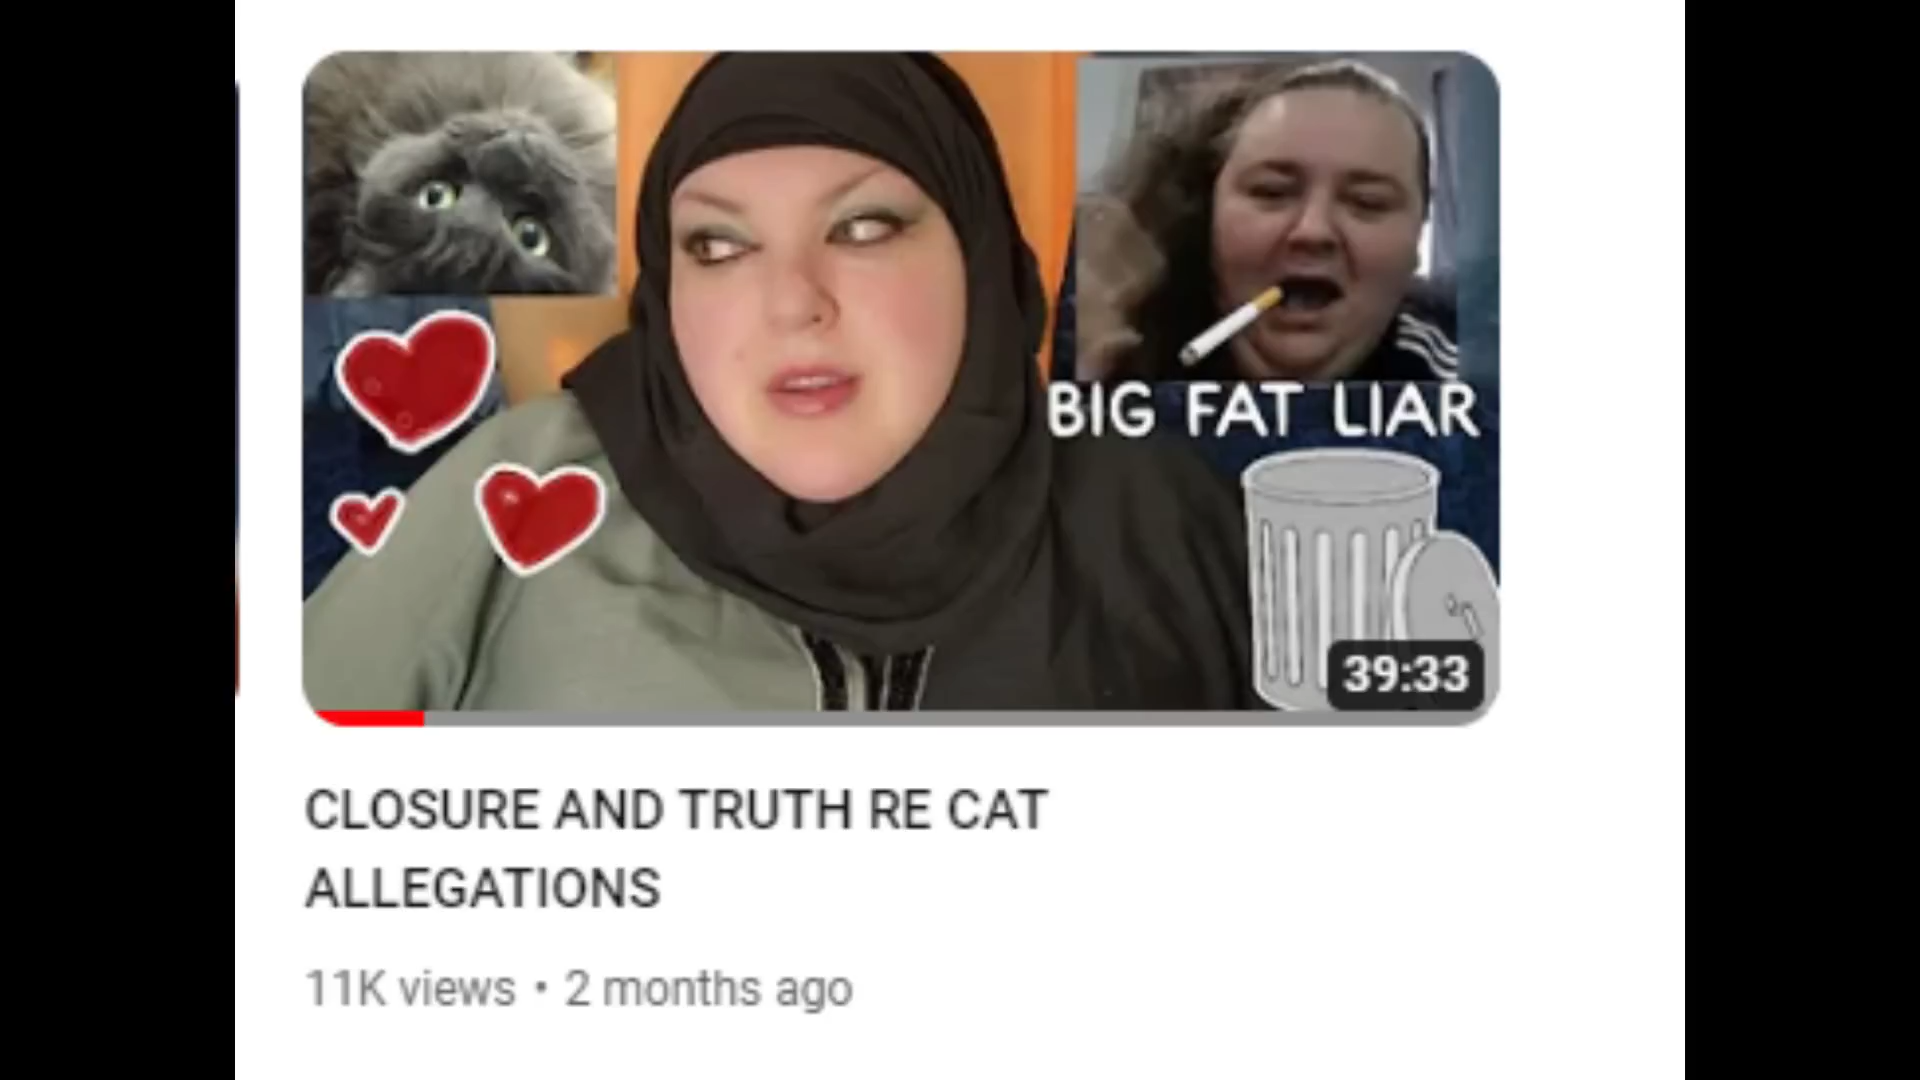 BIG FAT LIAR
39:33
CLOSURE AND TRUTH RE CAT
ALLEGATIONS
11K views • 2 months ago